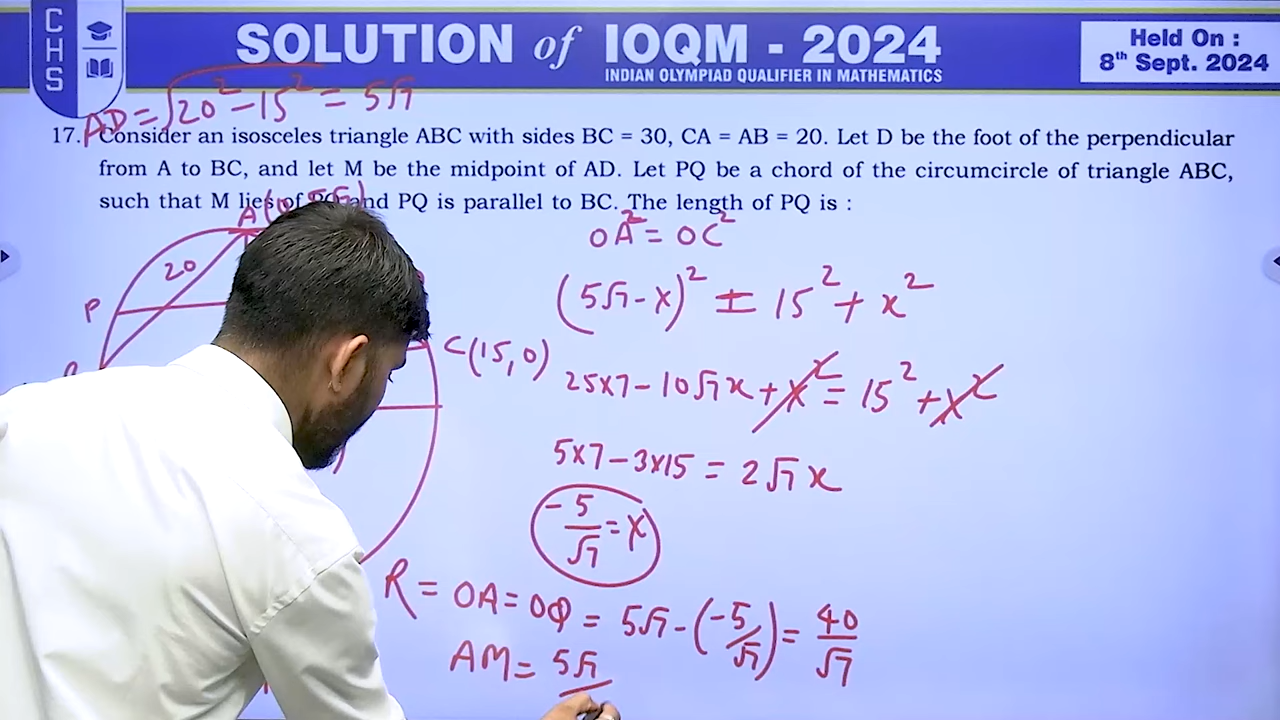 CHS
SOLUTION of IOQM - 2024
INDIAN OLYMPIAD QUALIFIER IN MATHEMATICS
Held On :
8th Sept. 2024
AD = √20² – 15² = 5√7
17. Consider an isosceles triangle ABC with sides BC = 30, CA = AB = 20. Let D be the foot of the perpendicular
from A to BC, and let M be the midpoint of AD. Let PQ be a chord of the circumcircle of triangle ABC,
such that M lies of and PQ is parallel to BC. The length of PQ is :
A
20
P
C(15,0)
OA² = OC²
(5√7 - x)² = 15² + x²
25×7 - 10√7x + x² = 15² + x²
5×7 - 3×15 = 2√7 x
-5/√7 = x
R = OA = OQ = 5√7 - (-5/√7) = 40/√7
AM = 5√7